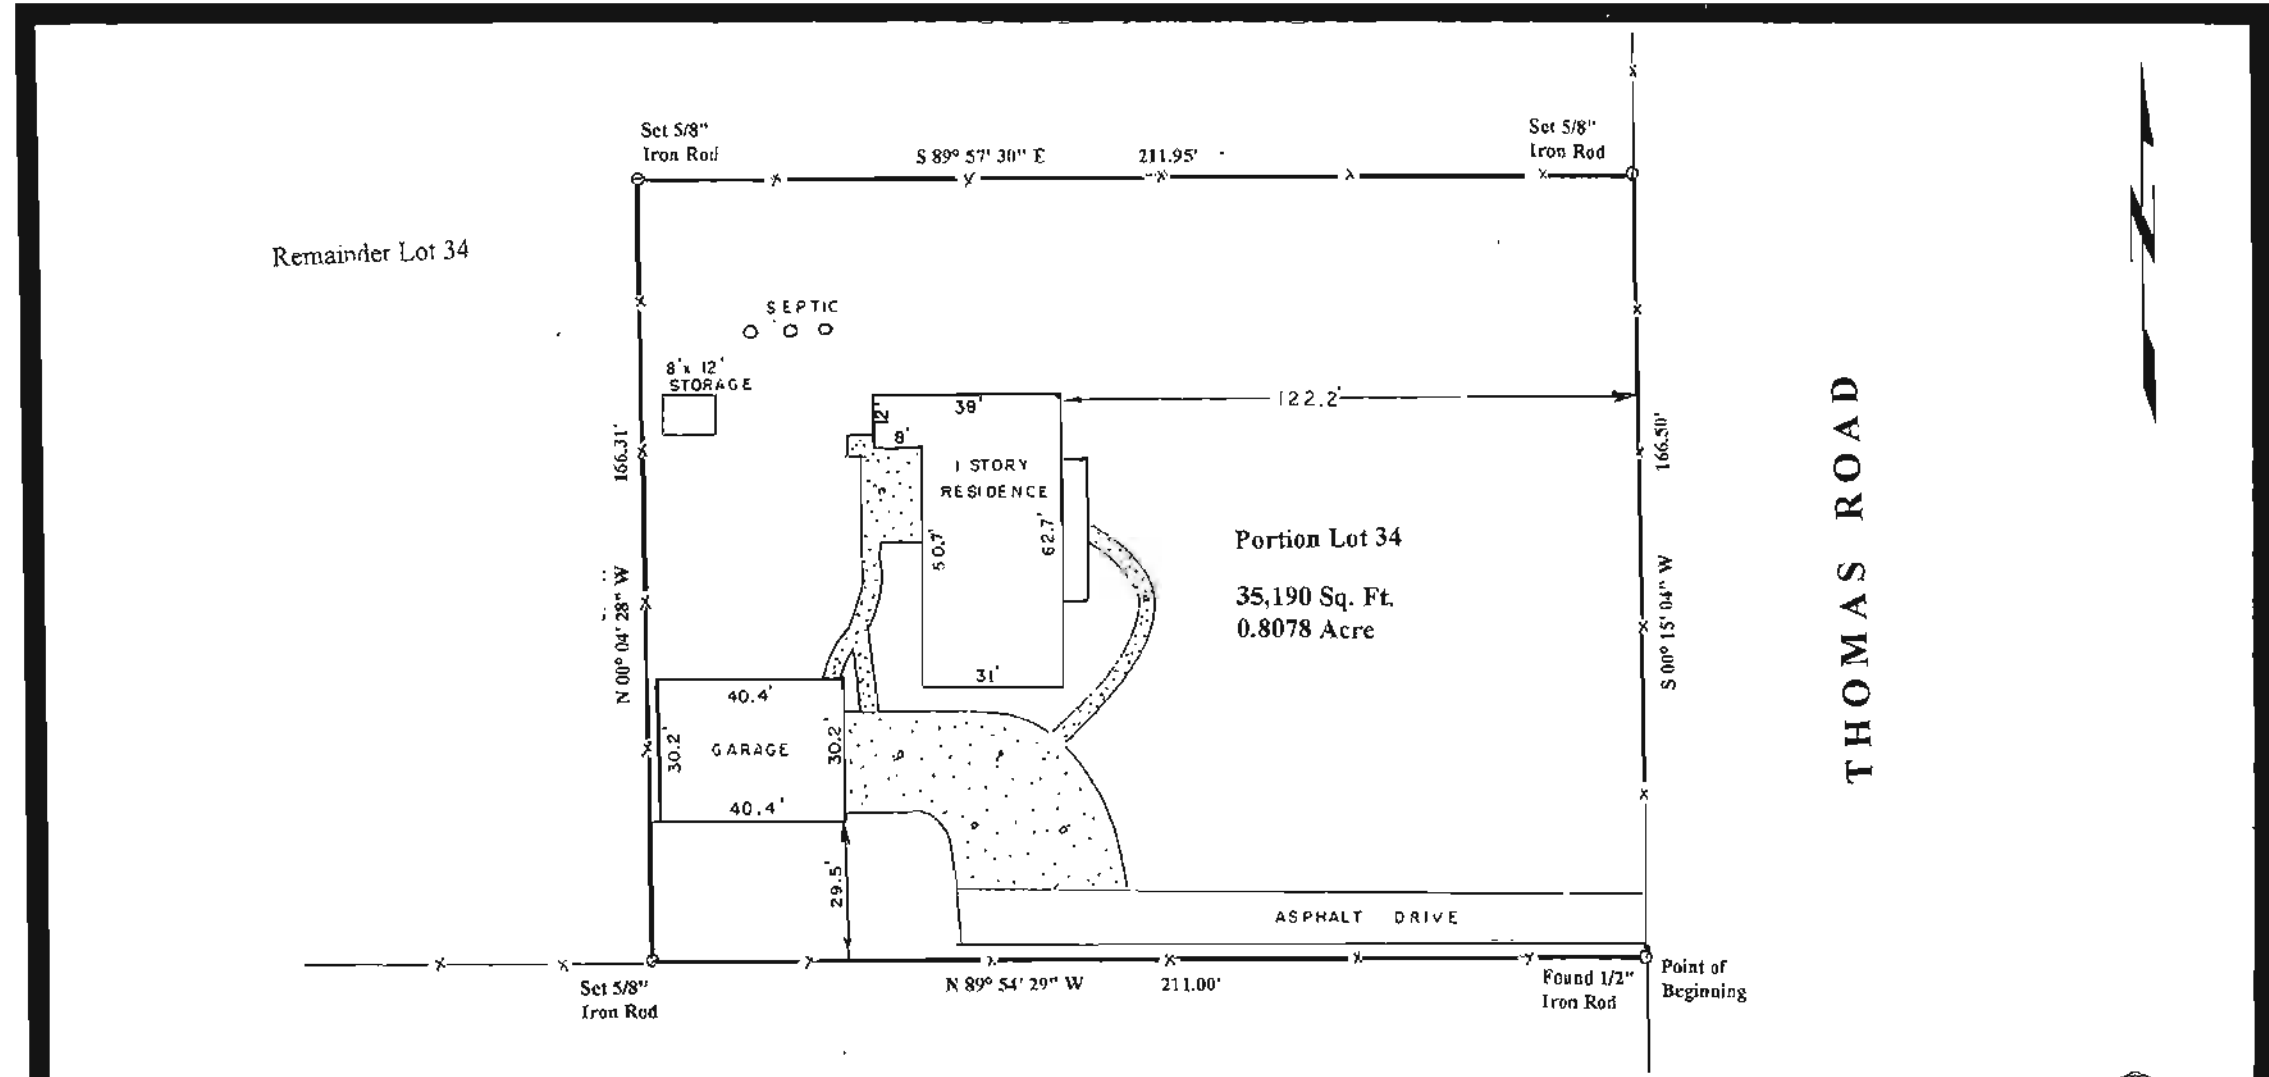 Set 5/8"
Iron Rod
S 89° 57' 30" E
211.95'
Set 5/8"
Iron Rod
Remainder Lot 34
SEPTIC
8'x 12'
STORAGE
39'
12'
8'
122.2'
1 STORY
RESIDENCE
166.31'
166.50'
50.7'
62.7'
Portion Lot 34
35,190 Sq. Ft.
0.8078 Acre
N 00° 04' 28" W
S 00° 15' 04" W
THOMAS ROAD
31'
40.4'
30.2'
GARAGE
30.2'
40.4'
29.5'
ASPHALT DRIVE
Set 5/8"
Iron Rod
N 89° 54' 29" W
211.00'
Found 1/2"
Iron Rod
Point of
Beginning
N